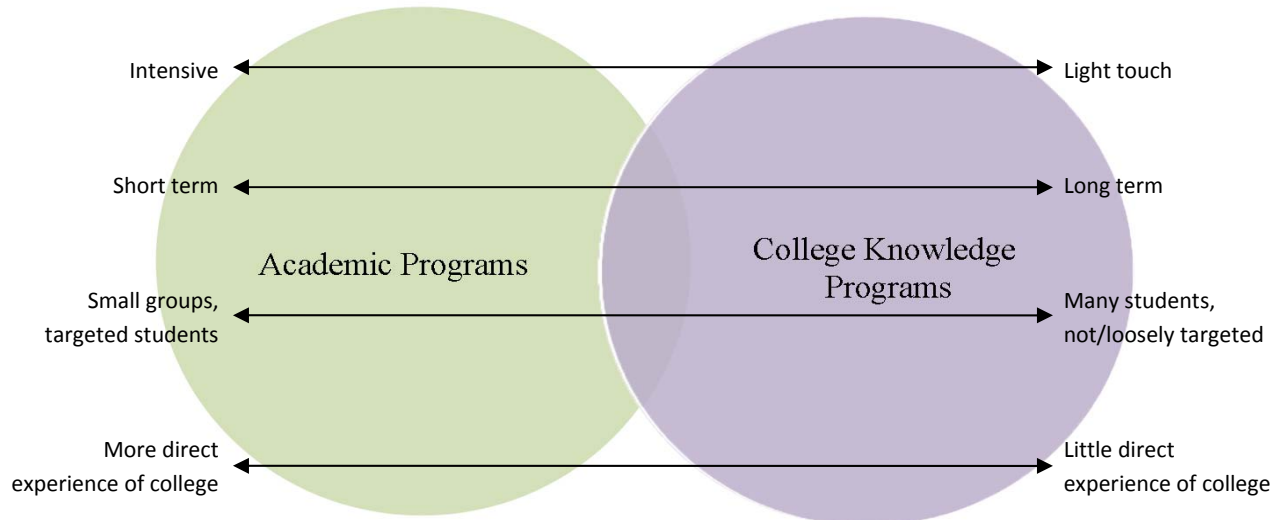 Intensive
Light touch
Short term
Long term
Academic Programs
College Knowledge
Programs
Small groups,
targeted students
Many students,
not/loosely targeted
More direct
experience of college
Little direct
experience of college